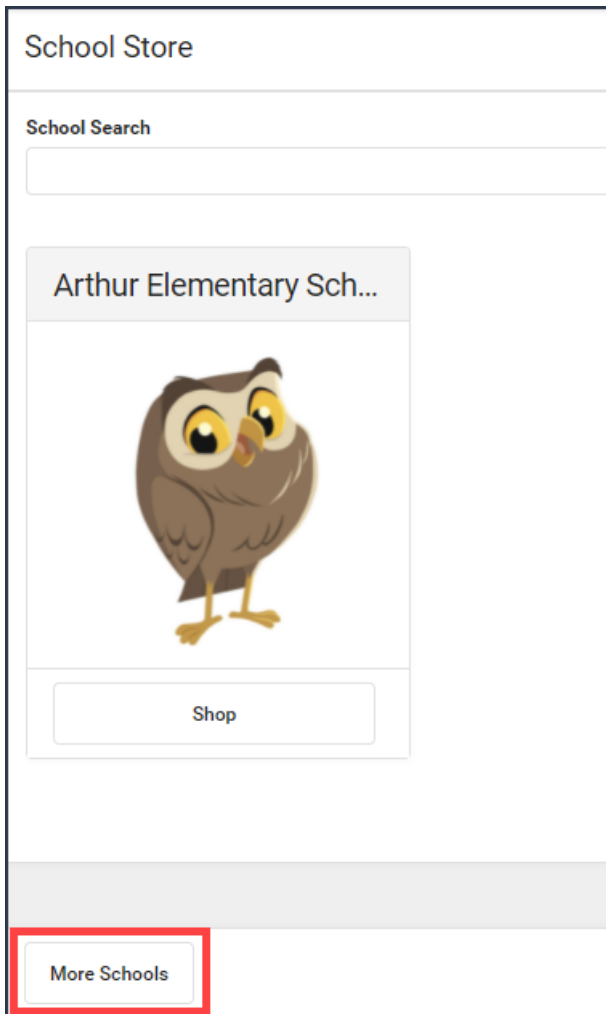 School Store
School Search
Arthur Elementary Sch...
Shop
More Schools